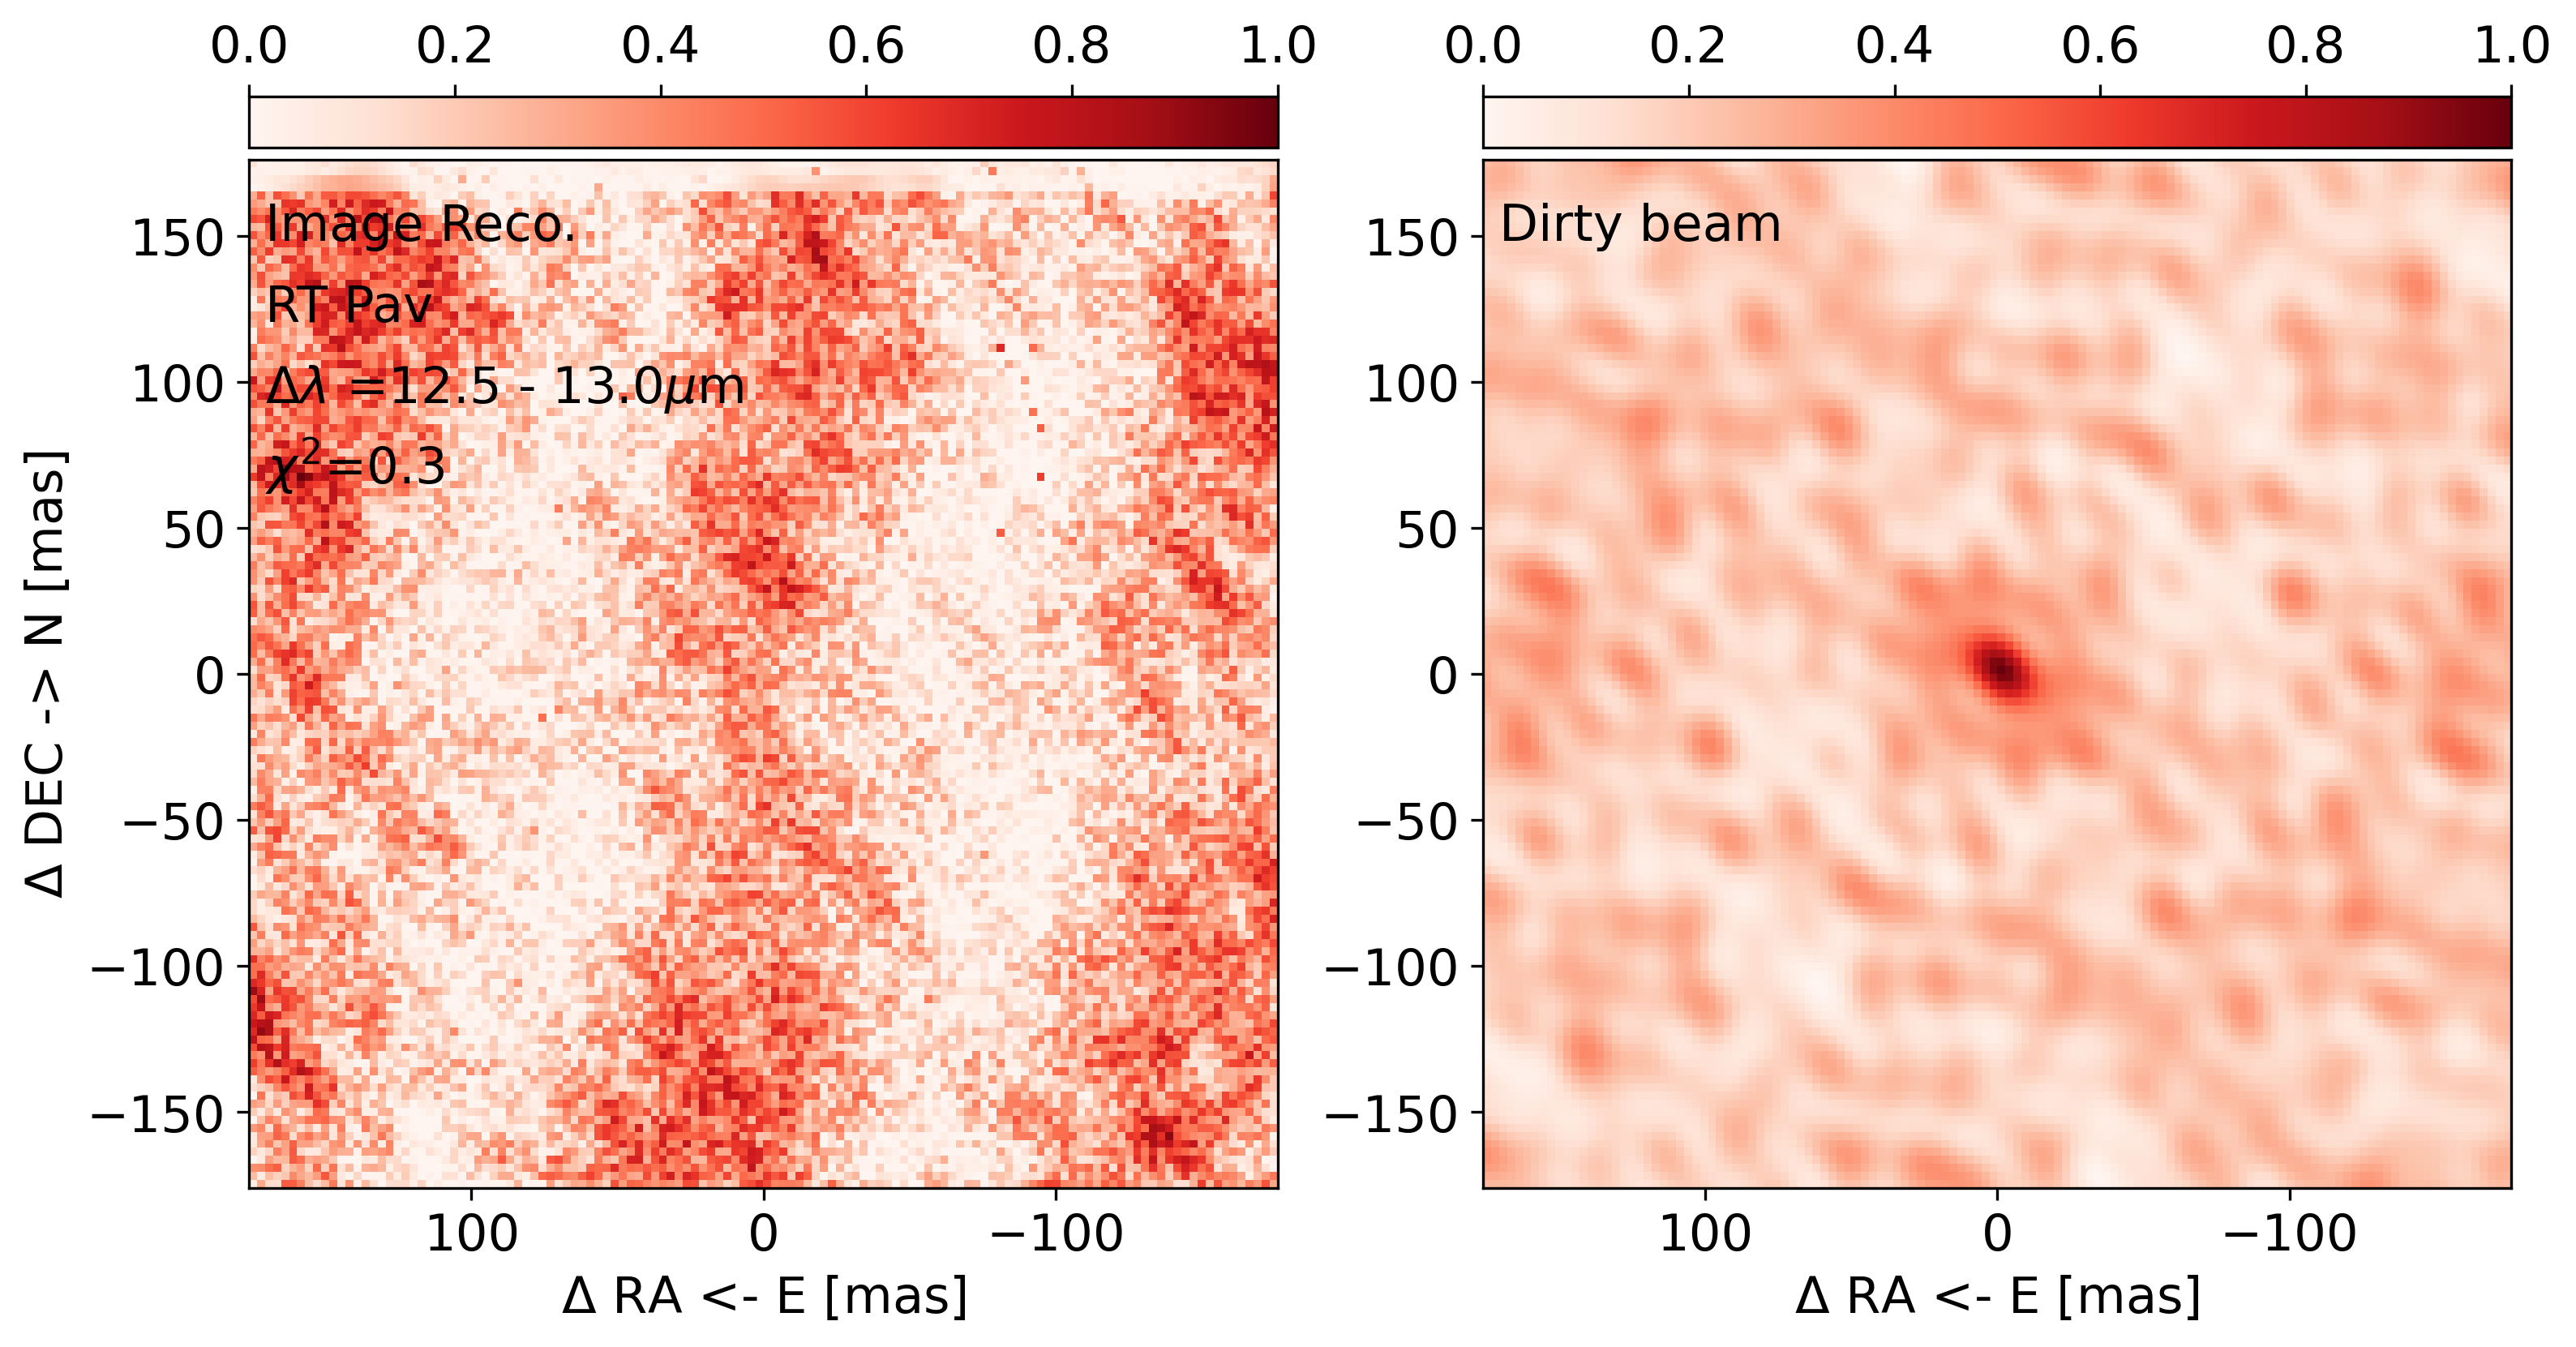 0.0 0.2 0.4 0.6 0.8 1.0
0.0 0.2 0.4 0.6 0.8 1.0
Image Reco.
RT Pav
Δλ =12.5 - 13.0μm
χ²=0.3
150
100
50
0
−50
−100
−150
Δ DEC -> N [mas]
100 0 −100
Δ RA <- E [mas]
Dirty beam
150
100
50
0
−50
−100
−150
100 0 −100
Δ RA <- E [mas]